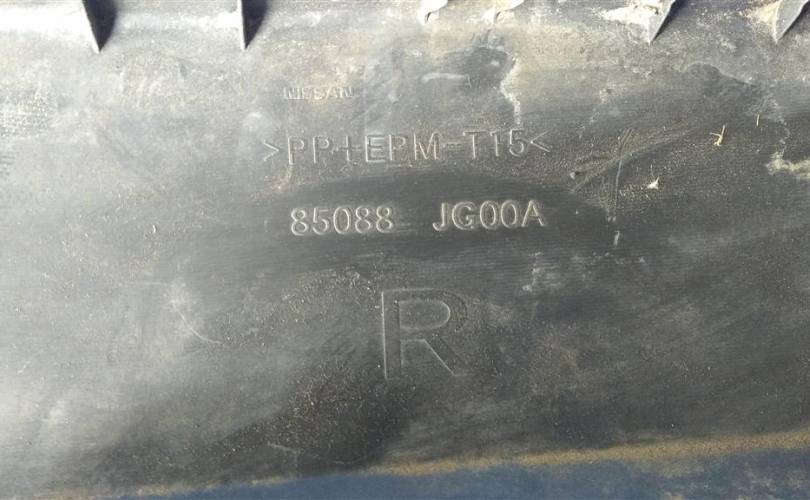 NISSAN
>PP+EPM-T15<
85088 JG00A
R